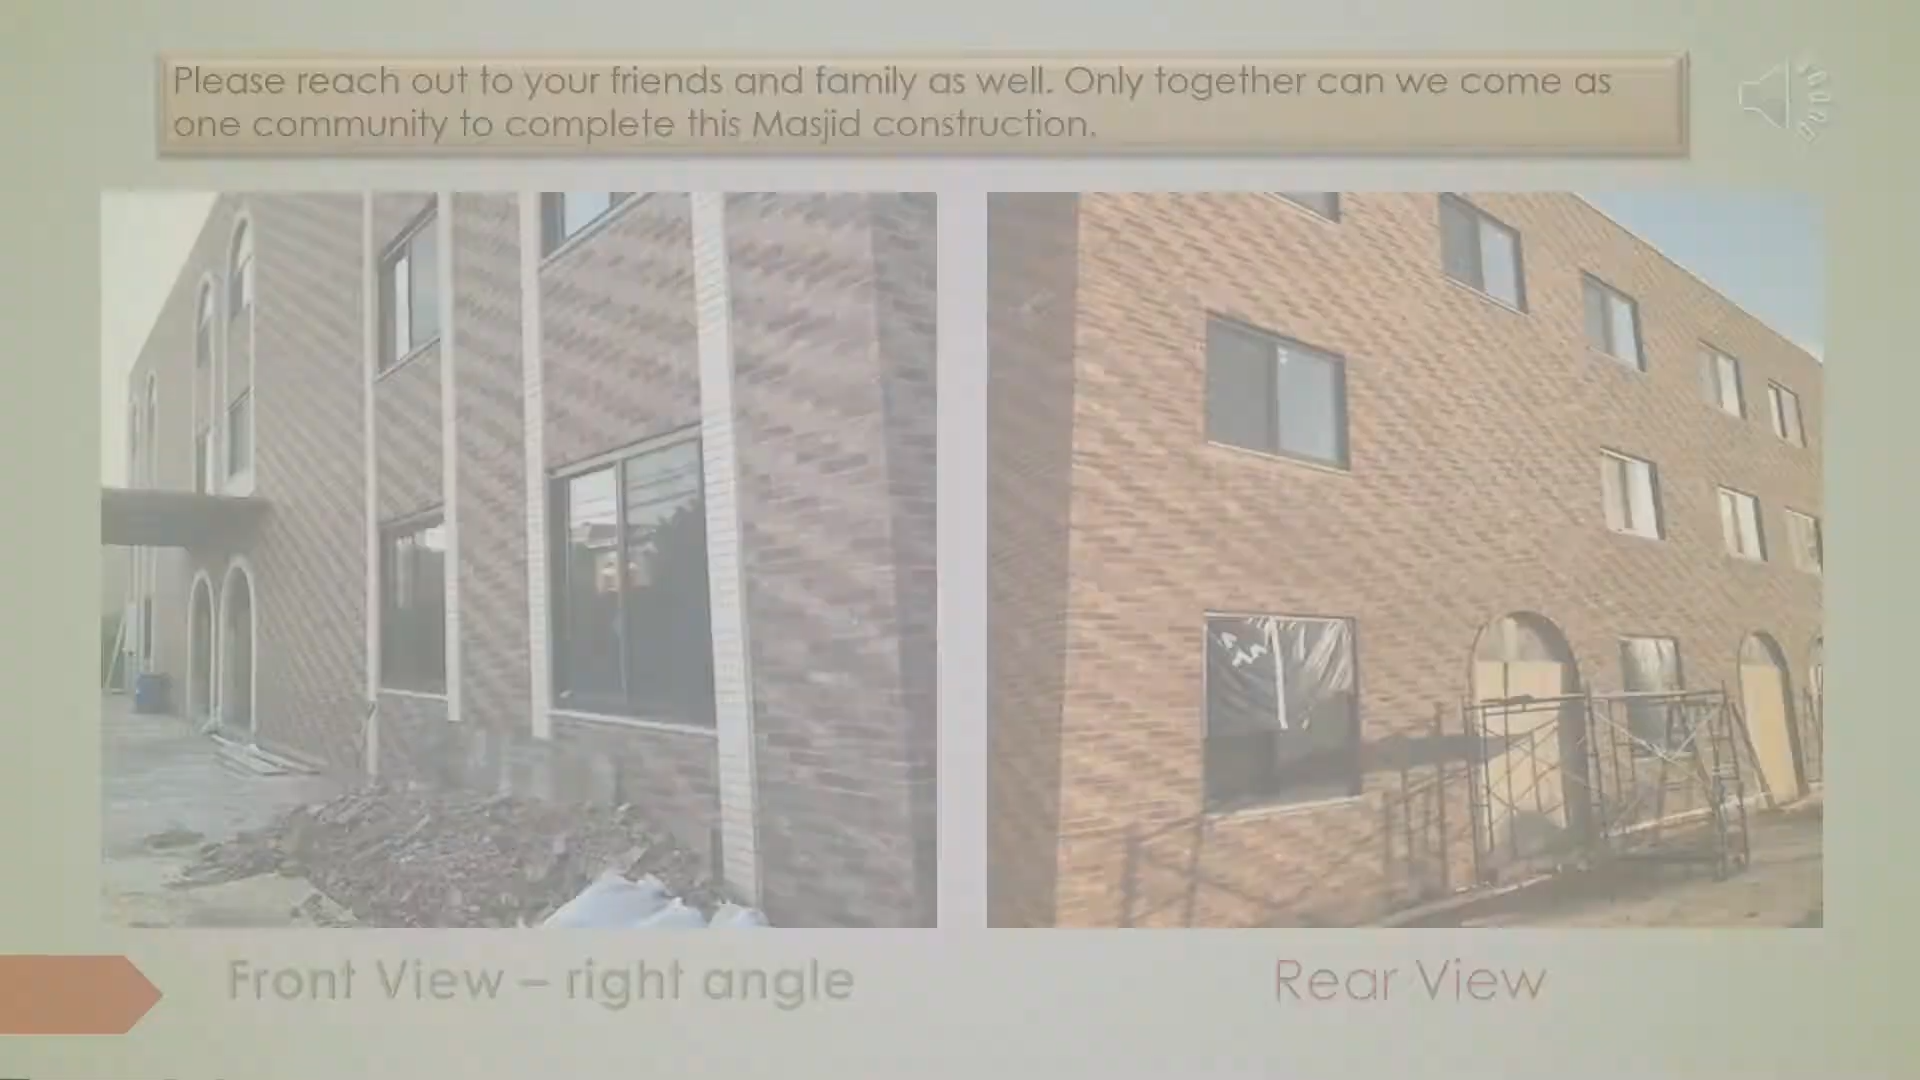 Please reach out to your friends and family as well. Only together can we come as
one community to complete this Masjid construction.
Front View – right angle
Rear View